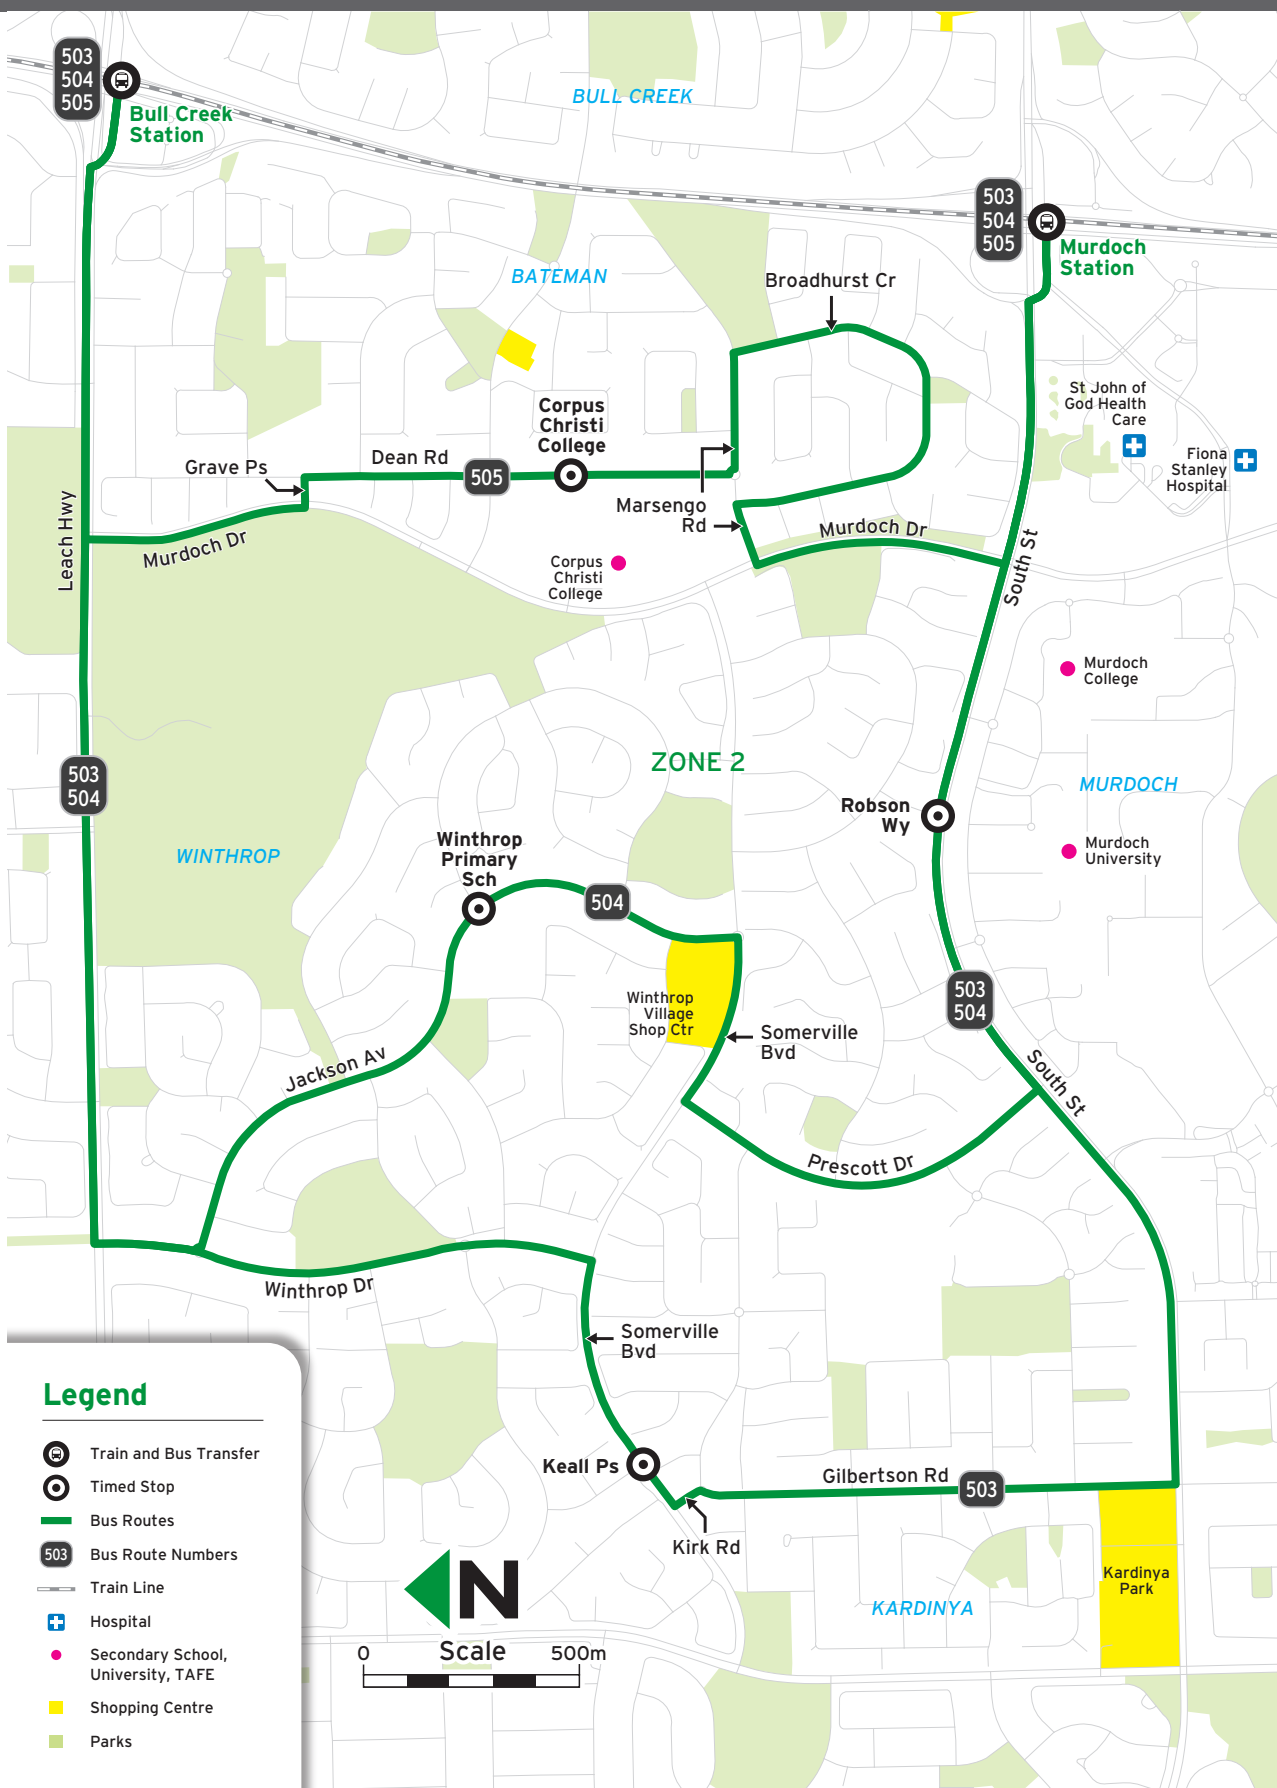 503
504
505
Bull Creek
Station
BULL CREEK
503
504
505
Murdoch
Station
BATEMAN
Broadhurst Cr
St John of
God Health
Care
Fiona
Stanley
Hospital
Corpus
Christi
College
Grave Ps
Dean Rd
505
Marsengo
Rd
Leach Hwy
Murdoch Dr
Murdoch Dr
South St
Corpus
Christi
College
Murdoch
College
ZONE 2
503
504
MURDOCH
Robson
Wy
Murdoch
University
WINTHROP
Winthrop
Primary
Sch
504
Winthrop
Village
Shop Ctr
503
504
Somerville
Bvd
Jackson Av
South St
Prescott Dr
Winthrop Dr
Somerville
Bvd
Keall Ps
Gilbertson Rd
503
Kirk Rd
Kardinya
Park
KARDINYA
N
0 Scale 500m
Legend
Train and Bus Transfer
Timed Stop
Bus Routes
503 Bus Route Numbers
Train Line
Hospital
Secondary School,
University, TAFE
Shopping Centre
Parks